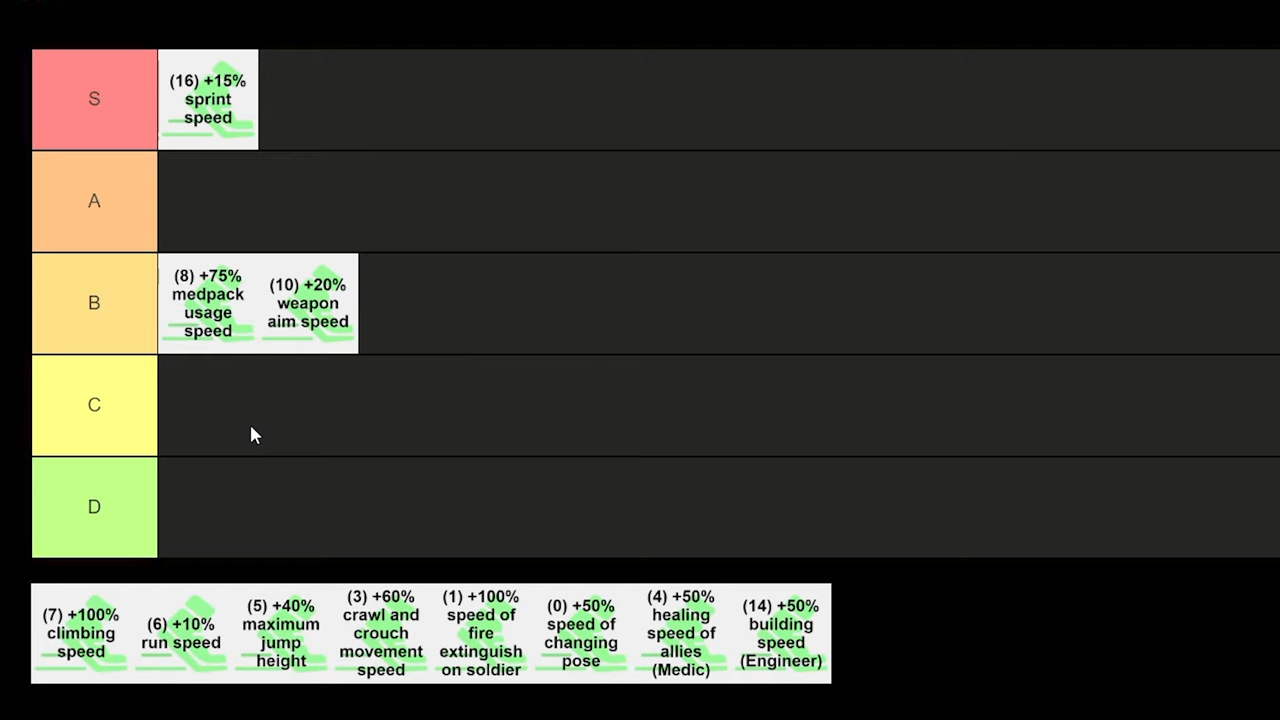 S
(16) +15%
sprint
speed
A
B
(8) +75%
medpack
usage
speed
(10) +20%
weapon
aim speed
C
D
(7) +100%
climbing
speed
(6) +10%
run speed
(5) +40%
maximum
jump
height
(3) +60%
crawl and
crouch
movement
speed
(1) +100%
speed of
fire
extinguish
on soldier
(0) +50%
speed of
changing
pose
(4) +50%
healing
speed of
allies
(Medic)
(14) +50%
building
speed
(Engineer)